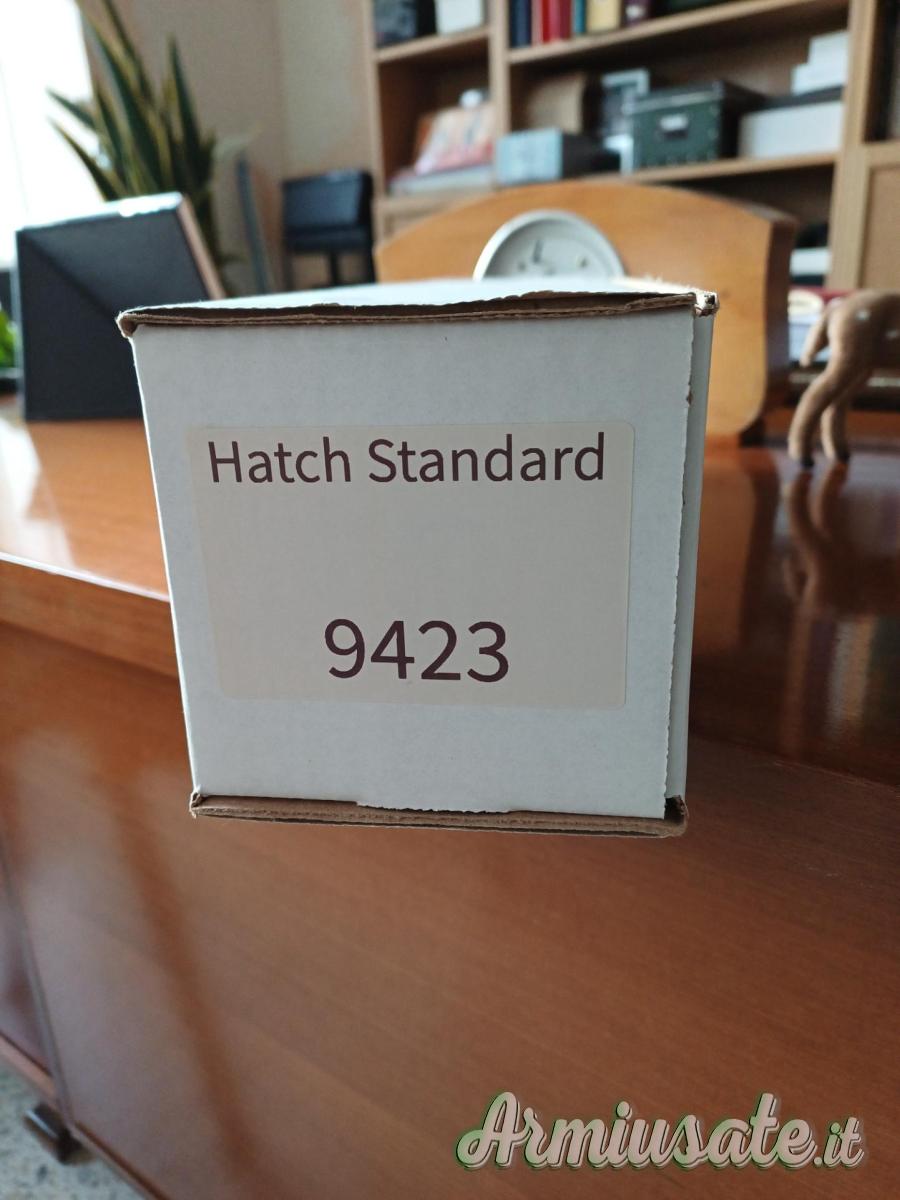 Hatch Standard
9423
Armiusate.it